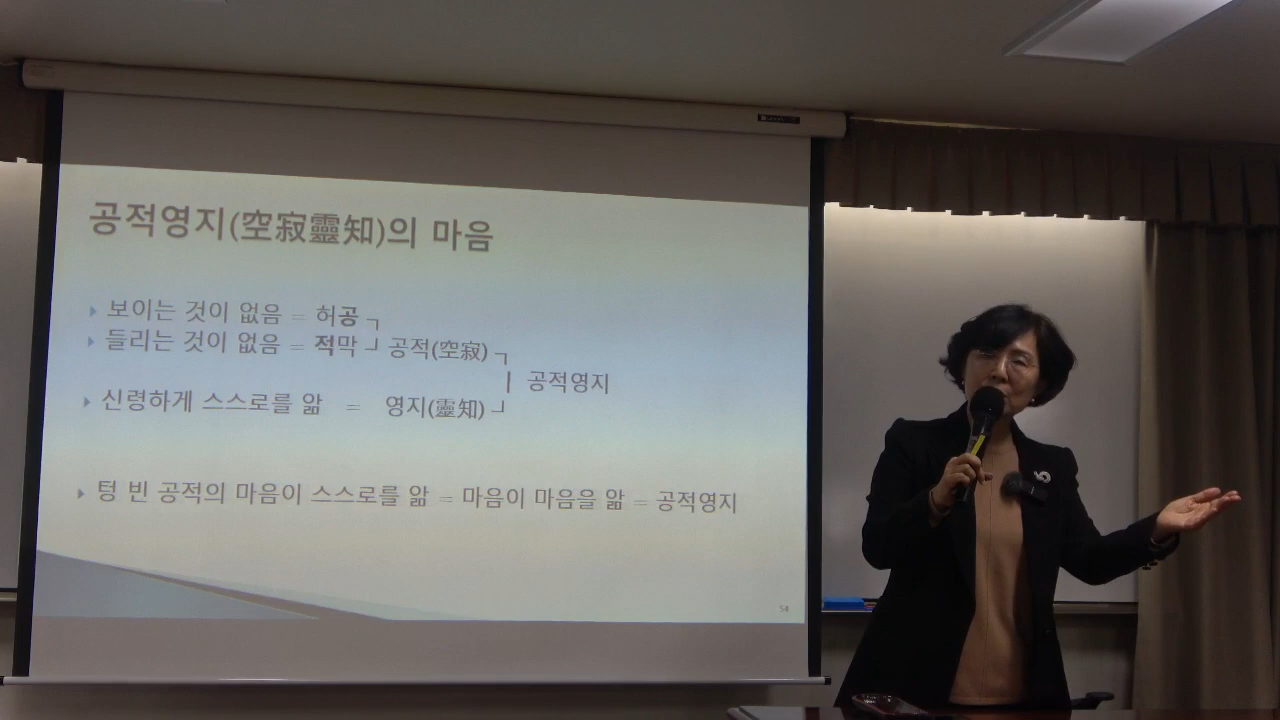 공적영지(空寂靈知)의 마음
보이는 것이 없음 = 허공 ┐
들리는 것이 없음 = 적막 ┘ 공적(空寂) ┐
| 공적영지
신령하게 스스로를 앎 = 영지(靈知) ┘
텅 빈 공적의 마음이 스스로를 앎 = 마음이 마음을 앎 = 공적영지
54